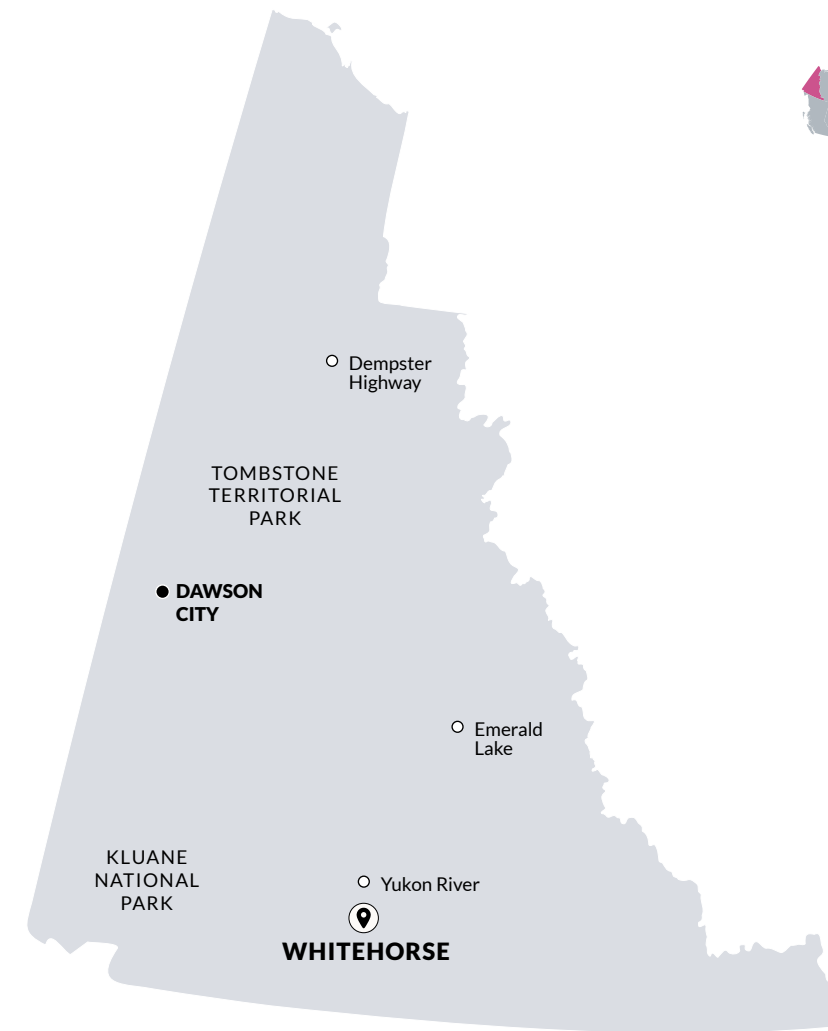 Dempster
Highway
TOMBSTONE
TERRITORIAL
PARK
DAWSON
CITY
Emerald
Lake
KLUANE
NATIONAL
PARK
Yukon River
WHITEHORSE